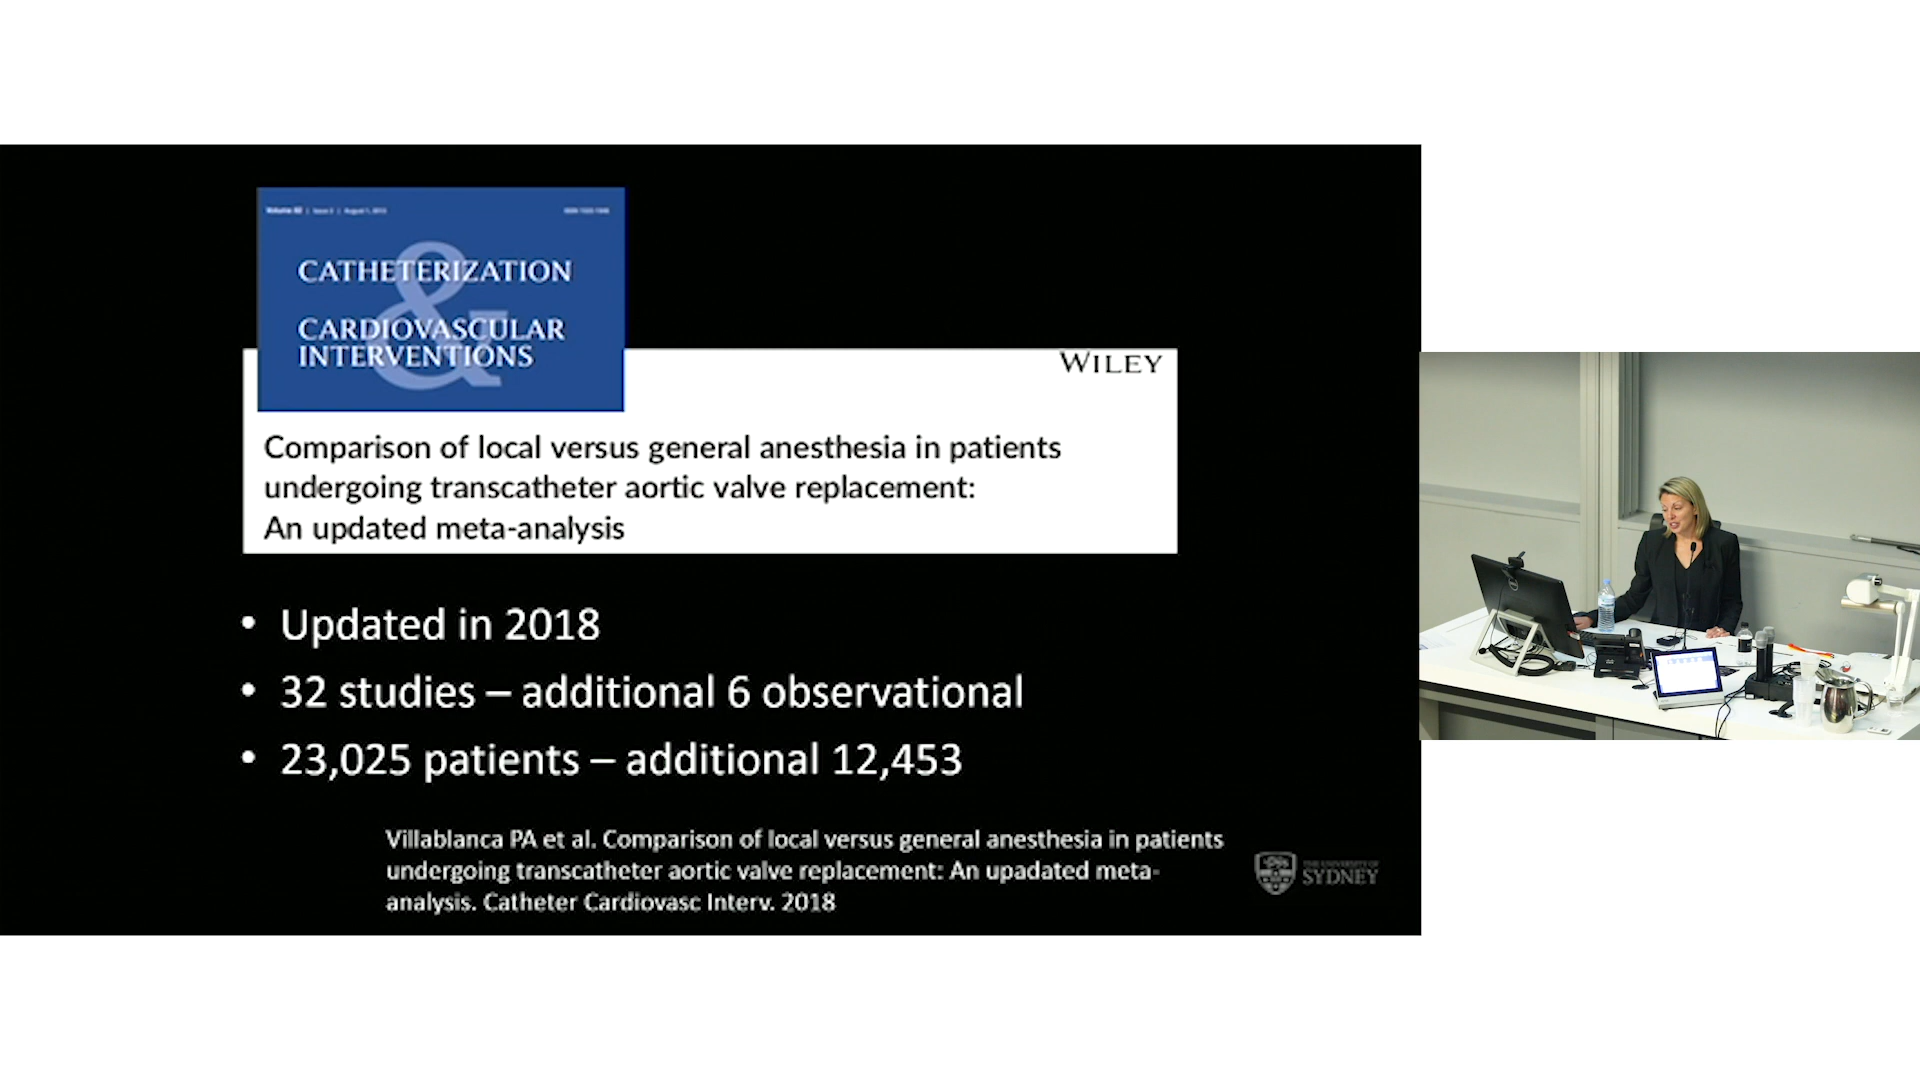 CATHETERIZATION
&
CARDIOVASCULAR
INTERVENTIONS
WILEY
Comparison of local versus general anesthesia in patients
undergoing transcatheter aortic valve replacement:
An updated meta-analysis
• Updated in 2018
• 32 studies – additional 6 observational
• 23,025 patients – additional 12,453
Villablanca PA et al. Comparison of local versus general anesthesia in patients
undergoing transcatheter aortic valve replacement: An upadated meta-
analysis. Catheter Cardiovasc Interv. 2018
THE UNIVERSITY OF
SYDNEY